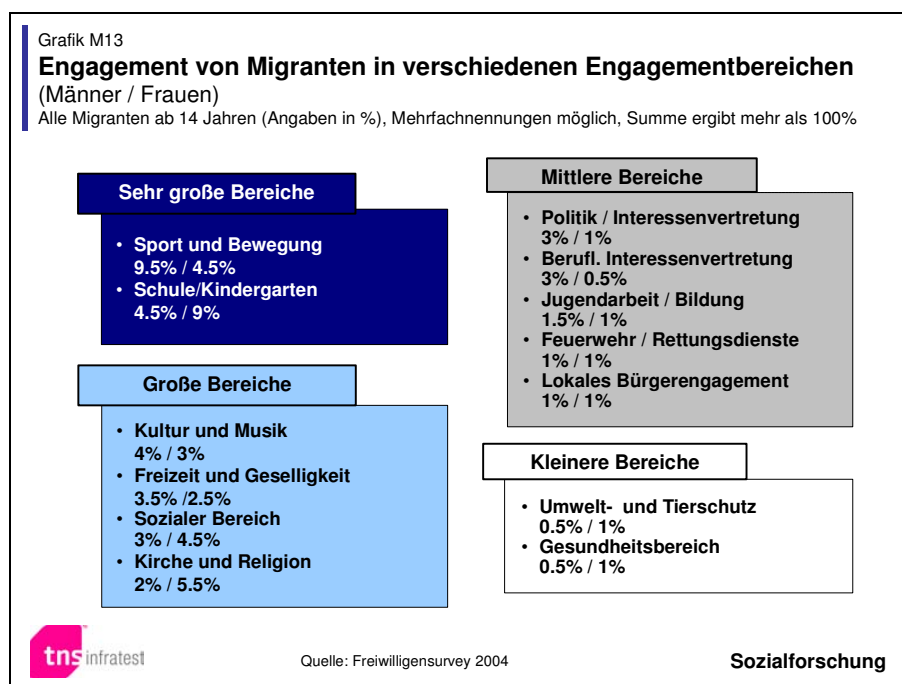 Grafik M13
Engagement von Migranten in verschiedenen Engagementbereichen
(Männer / Frauen)
Alle Migranten ab 14 Jahren (Angaben in %), Mehrfachnennungen möglich, Summe ergibt mehr als 100%
Sehr große Bereiche
• Sport und Bewegung
9.5% / 4.5%
• Schule/Kindergarten
4.5% / 9%
Große Bereiche
• Kultur und Musik
4% / 3%
• Freizeit und Geselligkeit
3.5% /2.5%
• Sozialer Bereich
3% / 4.5%
• Kirche und Religion
2% / 5.5%
Mittlere Bereiche
• Politik / Interessenvertretung
3% / 1%
• Berufl. Interessenvertretung
3% / 0.5%
• Jugendarbeit / Bildung
1.5% / 1%
• Feuerwehr / Rettungsdienste
1% / 1%
• Lokales Bürgerengagement
1% / 1%
Kleinere Bereiche
• Umwelt- und Tierschutz
0.5% / 1%
• Gesundheitsbereich
0.5% / 1%
tns infratest
Quelle: Freiwilligensurvey 2004
Sozialforschung